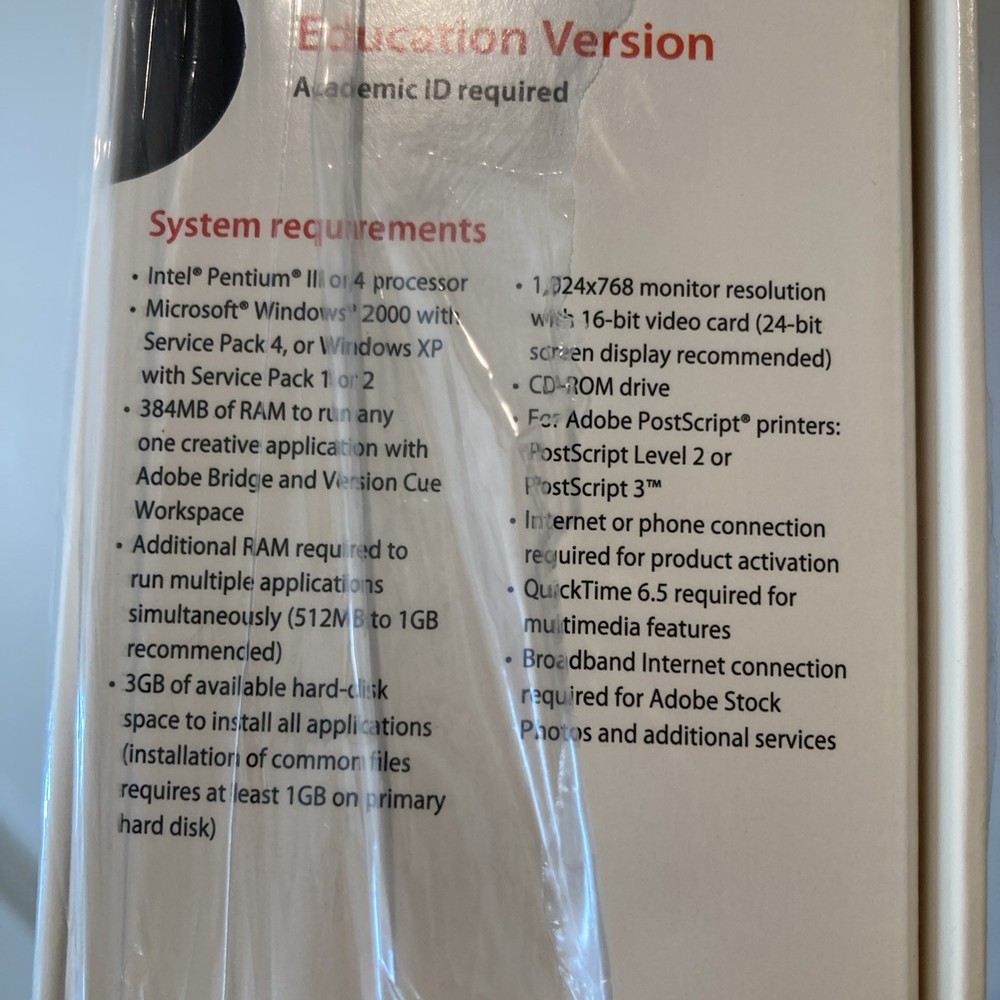 Education Version
Academic ID required
System requirements
• Intel® Pentium® III or 4 processor
• Microsoft® Windows® 2000 with
Service Pack 4, or Windows XP
with Service Pack 1 or 2
• 384MB of RAM to run any
one creative application with
Adobe Bridge and Version Cue
Workspace
• Additional RAM required to
run multiple applications
simultaneously (512MB to 1GB
recommended)
• 3GB of available hard-disk
space to install all applications
(installation of common files
requires at least 1GB on primary
hard disk)
• 1,024x768 monitor resolution
with 16-bit video card (24-bit
screen display recommended)
• CD-ROM drive
• For Adobe PostScript® printers:
PostScript Level 2 or
PostScript 3™
• Internet or phone connection
required for product activation
• QuickTime 6.5 required for
multimedia features
• Broadband Internet connection
required for Adobe Stock
Photos and additional services